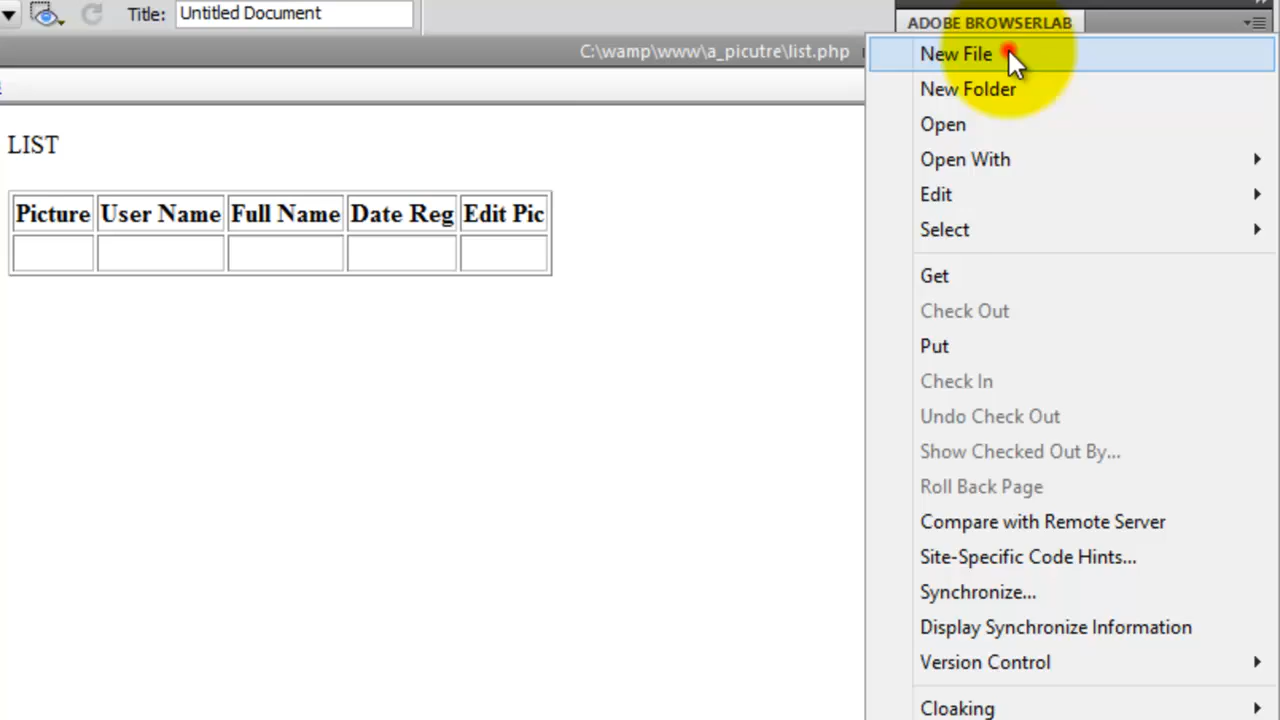 Title: Untitled Document
ADOBE BROWSERLAB
C:\wamp\www\a_picutre\list.php
LIST
Picture User Name Full Name Date Reg Edit Pic
New File
New Folder
Open
Open With
Edit
Select
Get
Check Out
Put
Check In
Undo Check Out
Show Checked Out By...
Roll Back Page
Compare with Remote Server
Site-Specific Code Hints...
Synchronize...
Display Synchronize Information
Version Control
Cloaking